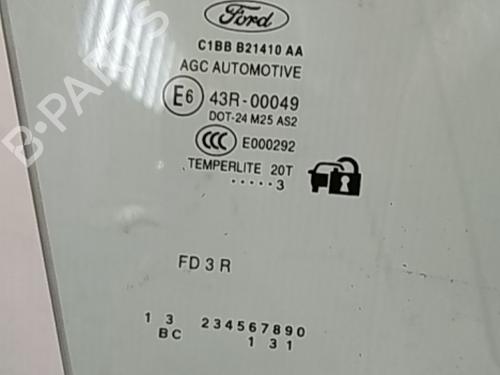 Ford
C1BB B21410 AA
AGC AUTOMOTIVE
E6 43R-00049
DOT-24 M25 AS2
CCC E000292
TEMPERLITE 20T
.....3
FD 3 R
1 3 234567890
BC 1 3 1
B-PARTS